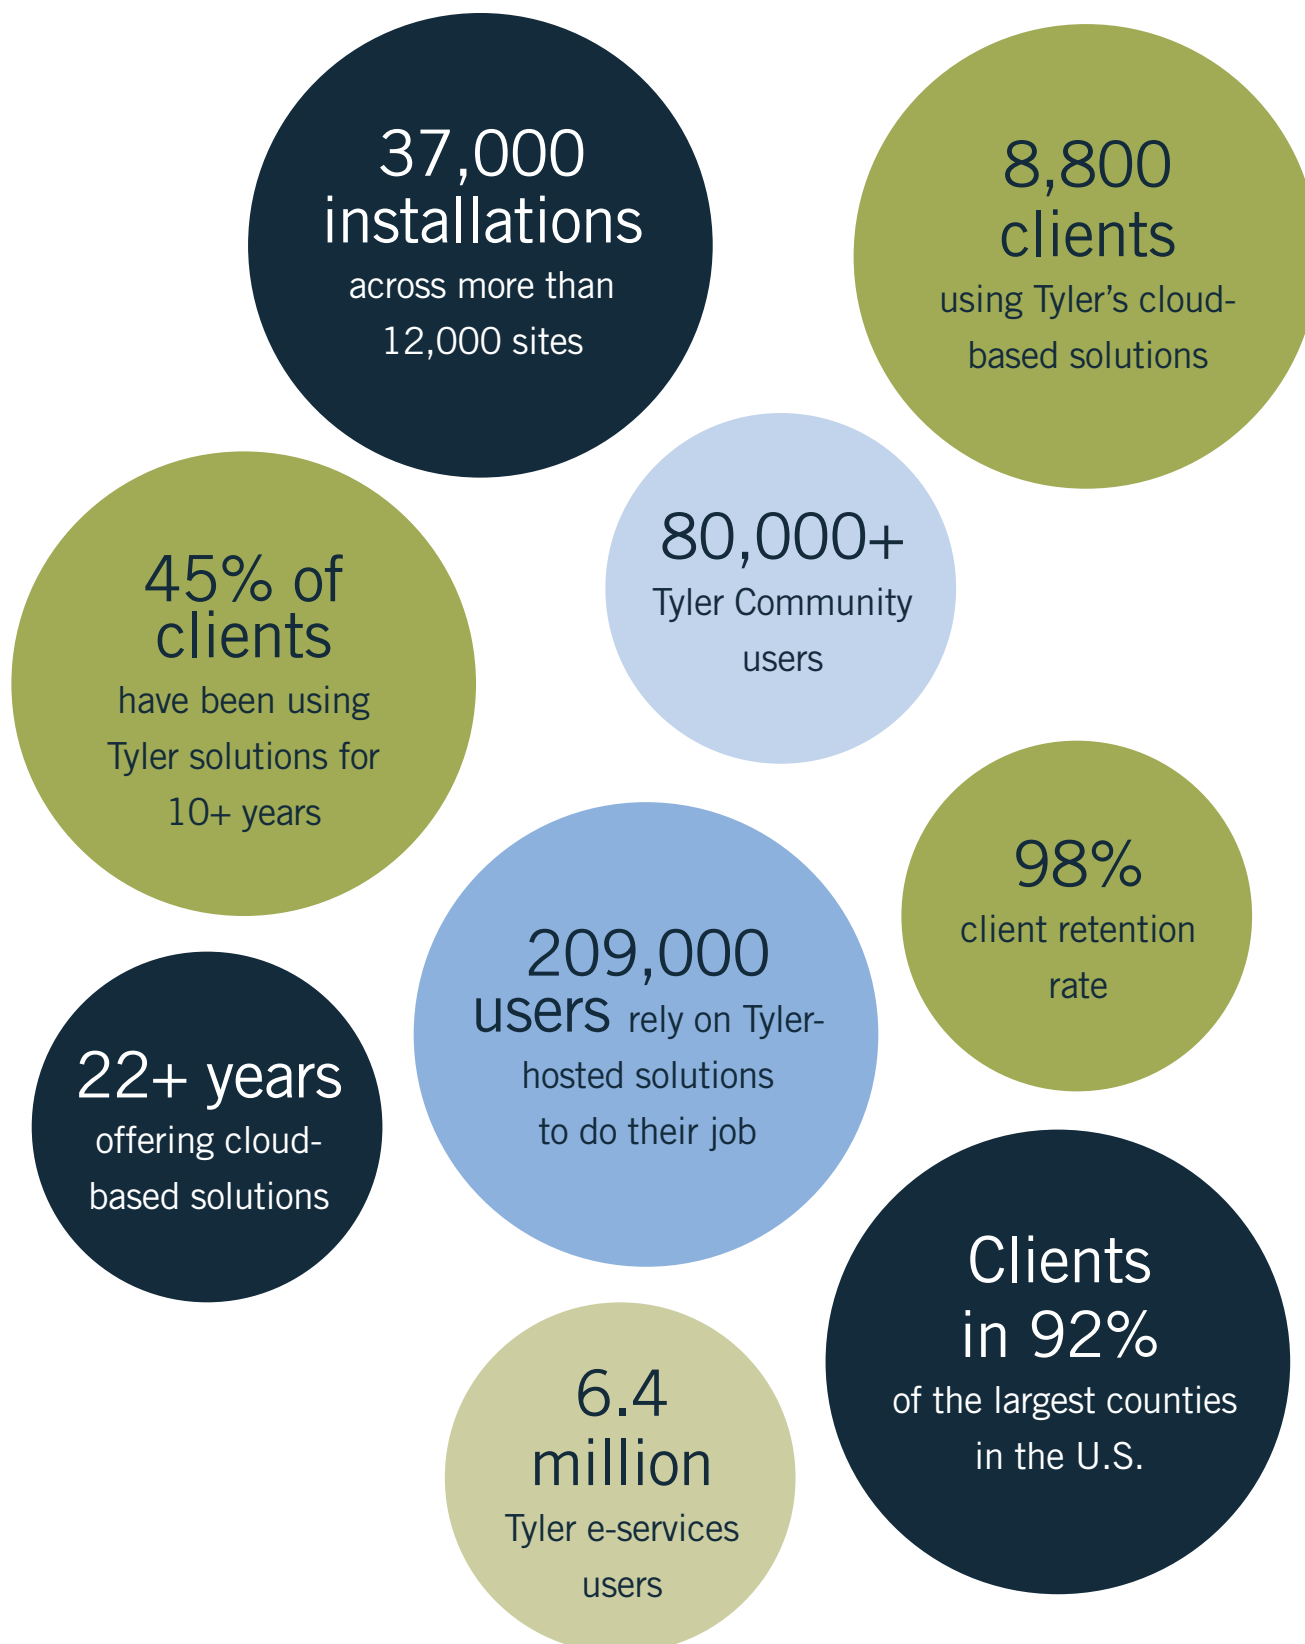 37,000
installations
across more than
12,000 sites
8,800
clients
using Tyler’s cloud-
based solutions
80,000+
Tyler Community
users
45% of
clients
have been using
Tyler solutions for
10+ years
98%
client retention
rate
209,000
users rely on Tyler-
hosted solutions
to do their job
22+ years
offering cloud-
based solutions
Clients
in 92%
of the largest counties
in the U.S.
6.4
million
Tyler e-services
users